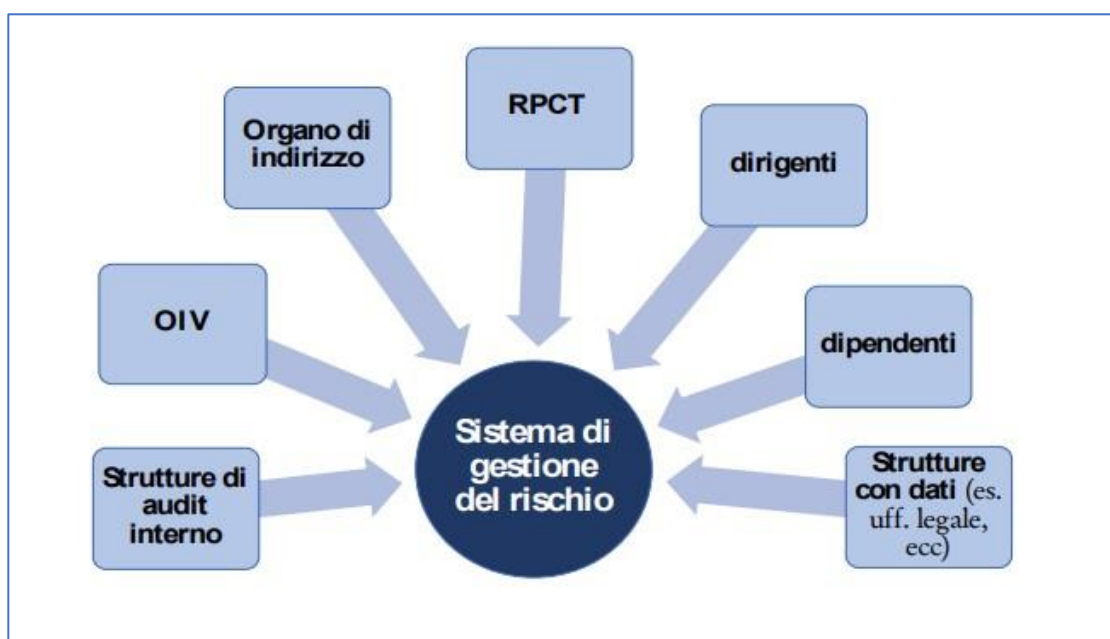 RPCT
Organo di
indirizzo
dirigenti
OIV
dipendenti
Sistema di
gestione
del rischio
Strutture di
audit
interno
Strutture
con dati (es.
uff. legale,
ecc)